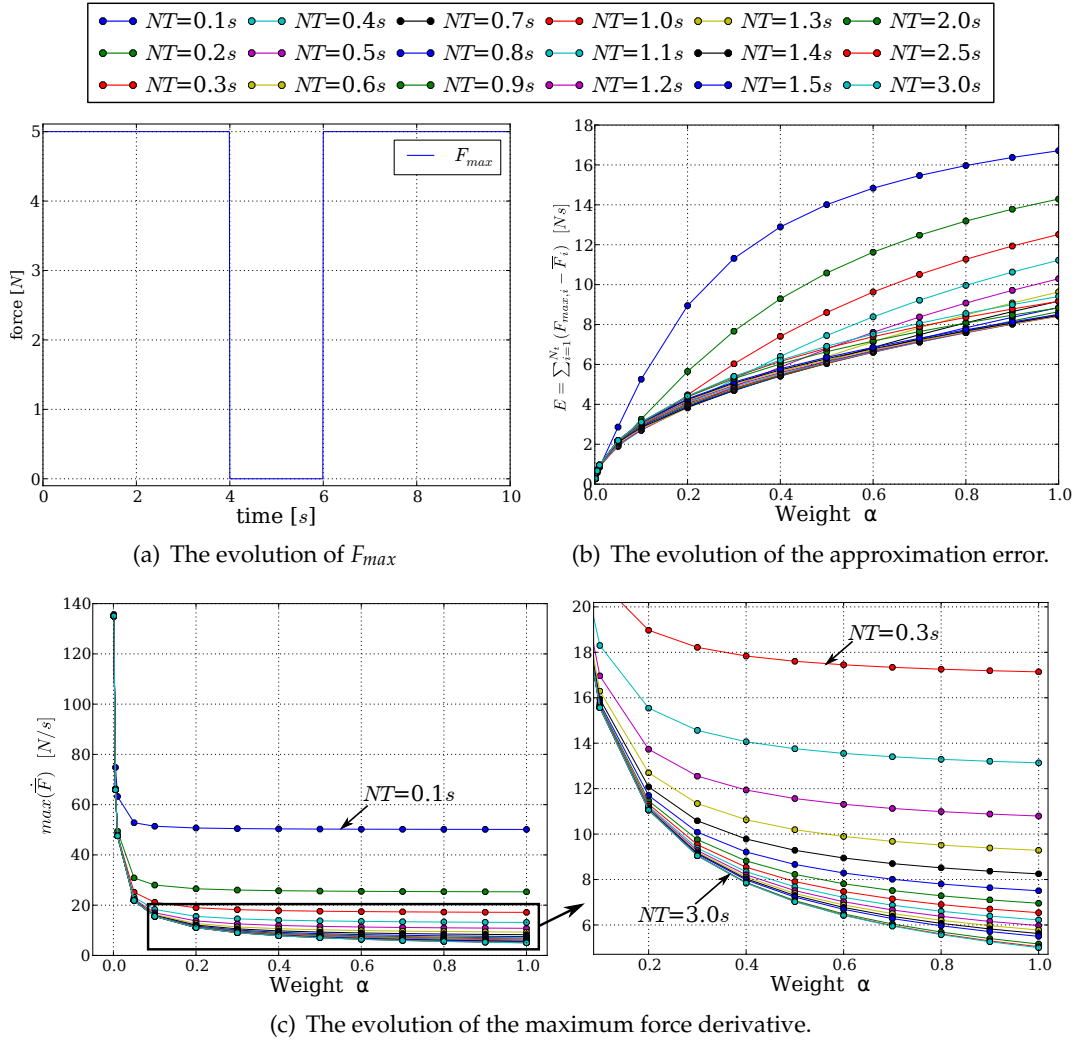 NT=0.1s NT=0.4s NT=0.7s NT=1.0s NT=1.3s NT=2.0s
NT=0.2s NT=0.5s NT=0.8s NT=1.1s NT=1.4s NT=2.5s
NT=0.3s NT=0.6s NT=0.9s NT=1.2s NT=1.5s NT=3.0s
5
4
3
2
1
0
force [N]
F_max
0 2 4 6 8 10
time [s]
(a) The evolution of F_max
18
16
14
12
10
8
6
4
2
0
E = ∑_{i=1}^{N_t}(F_{max,i} − \overline{F}_i) [Ns]
0.0 0.2 0.4 0.6 0.8 1.0
Weight α
(b) The evolution of the approximation error.
140
120
100
80
60
40
20
0
max(\dot{\overline{F}}) [N/s]
NT=0.1s
0.0 0.2 0.4 0.6 0.8 1.0
Weight α
20
18
16
14
12
10
8
6
NT=0.3s
NT=3.0s
0.2 0.4 0.6 0.8 1.0
Weight α
(c) The evolution of the maximum force derivative.